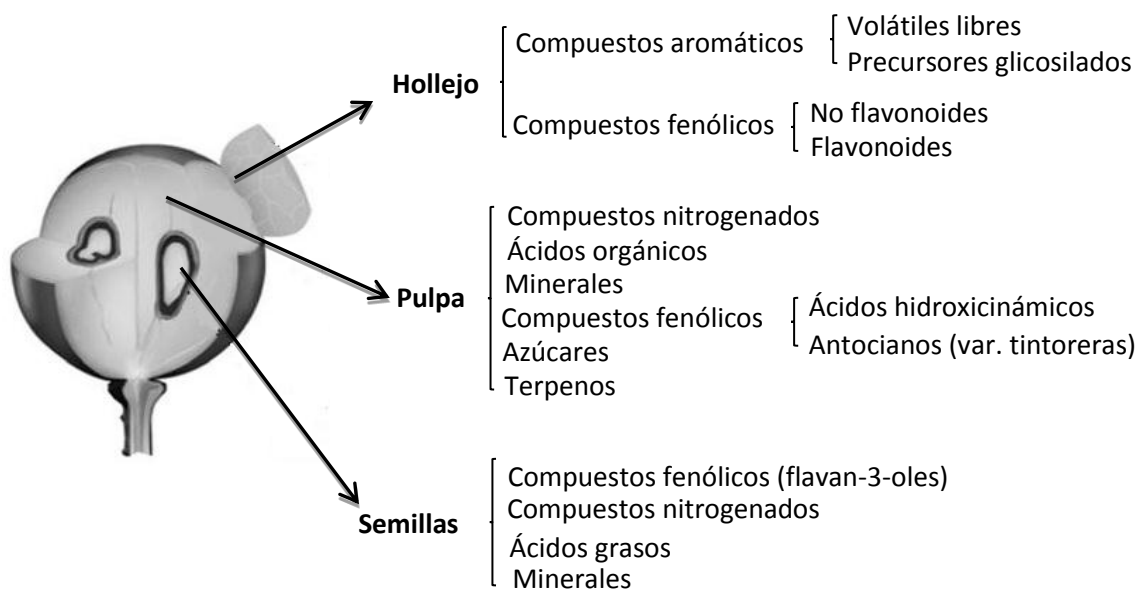 Hollejo
Compuestos aromáticos
Volátiles libres
Precursores glicosilados
Compuestos fenólicos
No flavonoides
Flavonoides
Pulpa
Compuestos nitrogenados
Ácidos orgánicos
Minerales
Compuestos fenólicos
Ácidos hidroxicinámicos
Antocianos (var. tintoreras)
Azúcares
Terpenos
Semillas
Compuestos fenólicos (flavan-3-oles)
Compuestos nitrogenados
Ácidos grasos
Minerales